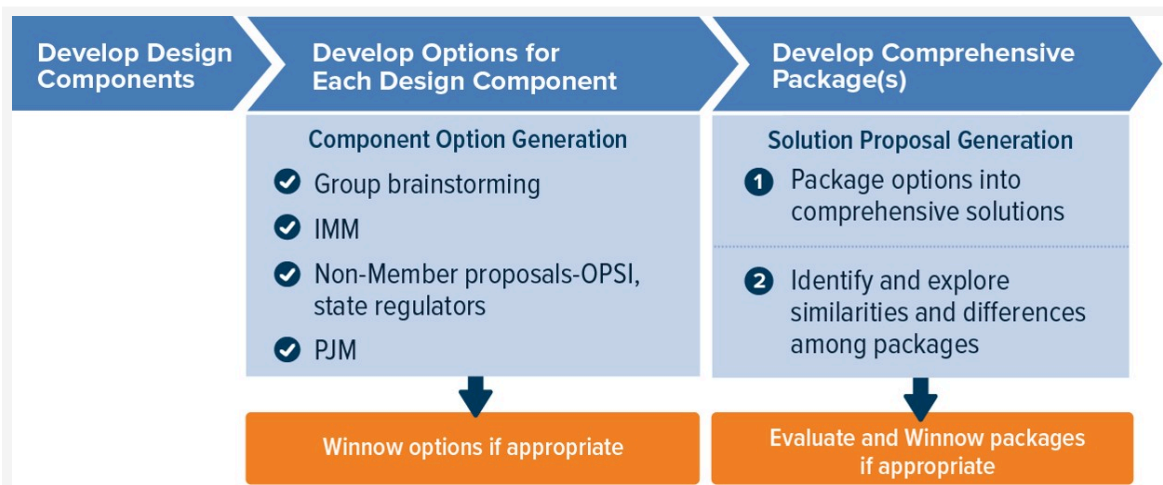 Develop Design
Components
Develop Options for
Each Design Component
Develop Comprehensive
Package(s)
Component Option Generation
Group brainstorming
IMM
Non-Member proposals-OPSI,
state regulators
PJM
Winnow options if appropriate
Solution Proposal Generation
1 Package options into
comprehensive solutions
2 Identify and explore
similarities and differences
among packages
Evaluate and Winnow packages
if appropriate